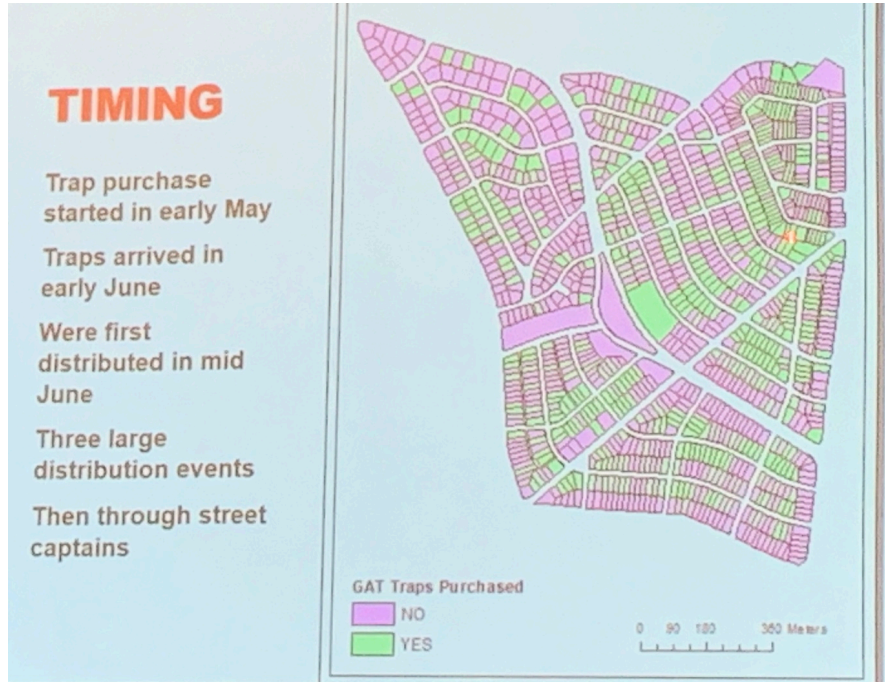 TIMING
Trap purchase
started in early May
Traps arrived in
early June
Were first
distributed in mid
June
Three large
distribution events
Then through street
captains
GAT Traps Purchased
NO
YES
0 90 180 360 Meters